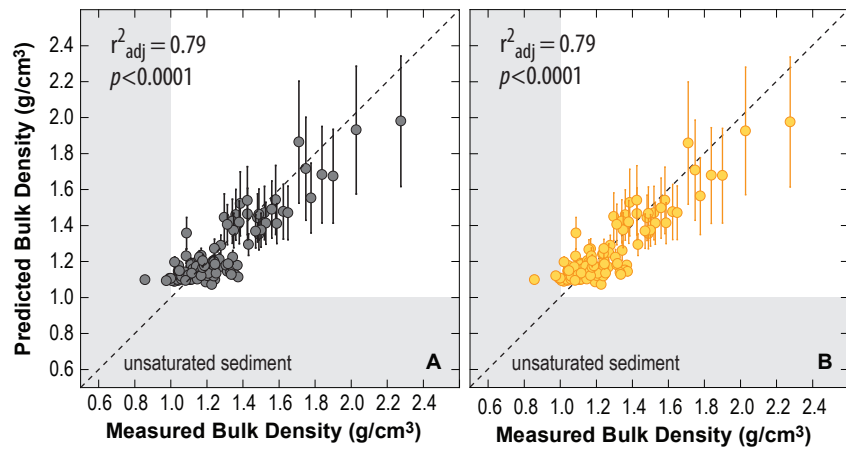 Predicted Bulk Density (g/cm³)
2.4
2.2
2.0
1.8
1.6
1.4
1.2
1.0
0.8
0.6
r²adj = 0.79
p<0.0001
unsaturated sediment
A
0.6 0.8 1.0 1.2 1.4 1.6 1.8 2.0 2.2 2.4
Measured Bulk Density (g/cm³)
r²adj = 0.79
p<0.0001
unsaturated sediment
B
0.6 0.8 1.0 1.2 1.4 1.6 1.8 2.0 2.2 2.4
Measured Bulk Density (g/cm³)